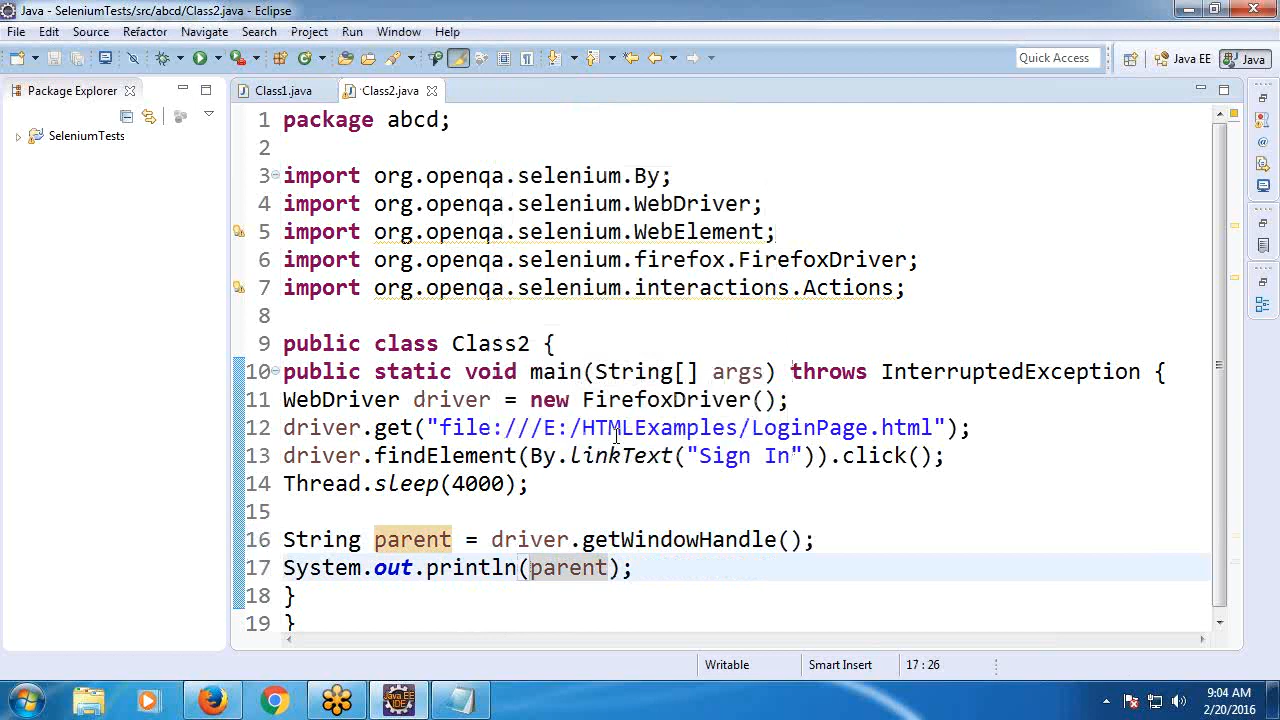 Java - SeleniumTests/src/abcd/Class2.java - Eclipse
File Edit Source Refactor Navigate Search Project Run Window Help
Quick Access Java EE Java
Package Explorer Class1.java Class2.java
SeleniumTests
1 package abcd;
2
3 import org.openqa.selenium.By;
4 import org.openqa.selenium.WebDriver;
5 import org.openqa.selenium.WebElement;
6 import org.openqa.selenium.firefox.FirefoxDriver;
7 import org.openqa.selenium.interactions.Actions;
8
9 public class Class2 {
10 public static void main(String[] args) throws InterruptedException {
11 WebDriver driver = new FirefoxDriver();
12 driver.get("file:///E:/HTMLExamples/LoginPage.html");
13 driver.findElement(By.linkText("Sign In")).click();
14 Thread.sleep(4000);
15
16 String parent = driver.getWindowHandle();
17 System.out.println(parent);
18 }
19 }
Writable Smart Insert 17 : 26
Java EE IDE
9:04 AM
2/20/2016